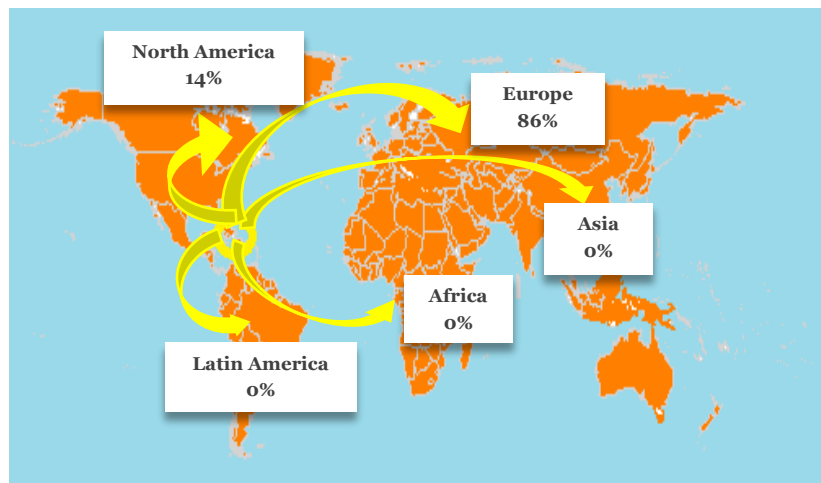 North America
14%
Europe
86%
Asia
0%
Africa
0%
Latin America
0%